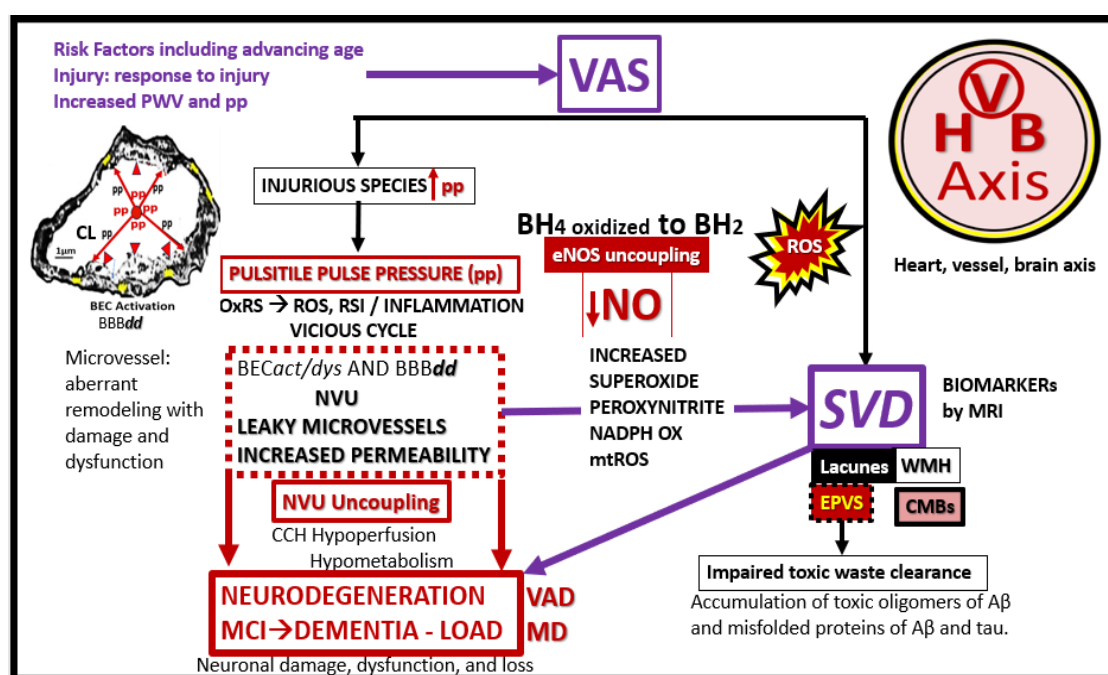 Risk Factors including advancing age
Injury: response to injury
Increased PWV and pp
VAS
V
H B
Axis
Heart, vessel, brain axis
pp pp
pp pp
pp pp
pp pp
pp
CL
pp
1µm
BEC Activation
BBBdd
Microvessel:
aberrant
remodeling with
damage and
dysfunction
INJURIOUS SPECIES pp
PULSITILE PULSE PRESSURE (pp)
OxRS → ROS, RSI / INFLAMMATION
VICIOUS CYCLE
BECact/dys AND BBBdd
NVU
LEAKY MICROVESSELS
INCREASED PERMEABILITY
NVU Uncoupling
CCH Hypoperfusion
Hypometabolism
NEURODEGENERATION
MCI→DEMENTIA - LOAD
VAD
MD
Neuronal damage, dysfunction, and loss
BH4 oxidized to BH2
eNOS uncoupling
↓NO
INCREASED
SUPEROXIDE
PEROXYNITRITE
NADPH OX
mtROS
ROS
SVD
BIOMARKERs
by MRI
Lacunes WMH
EPVS CMBs
Impaired toxic waste clearance
Accumulation of toxic oligomers of Aβ
and misfolded proteins of Aβ and tau.